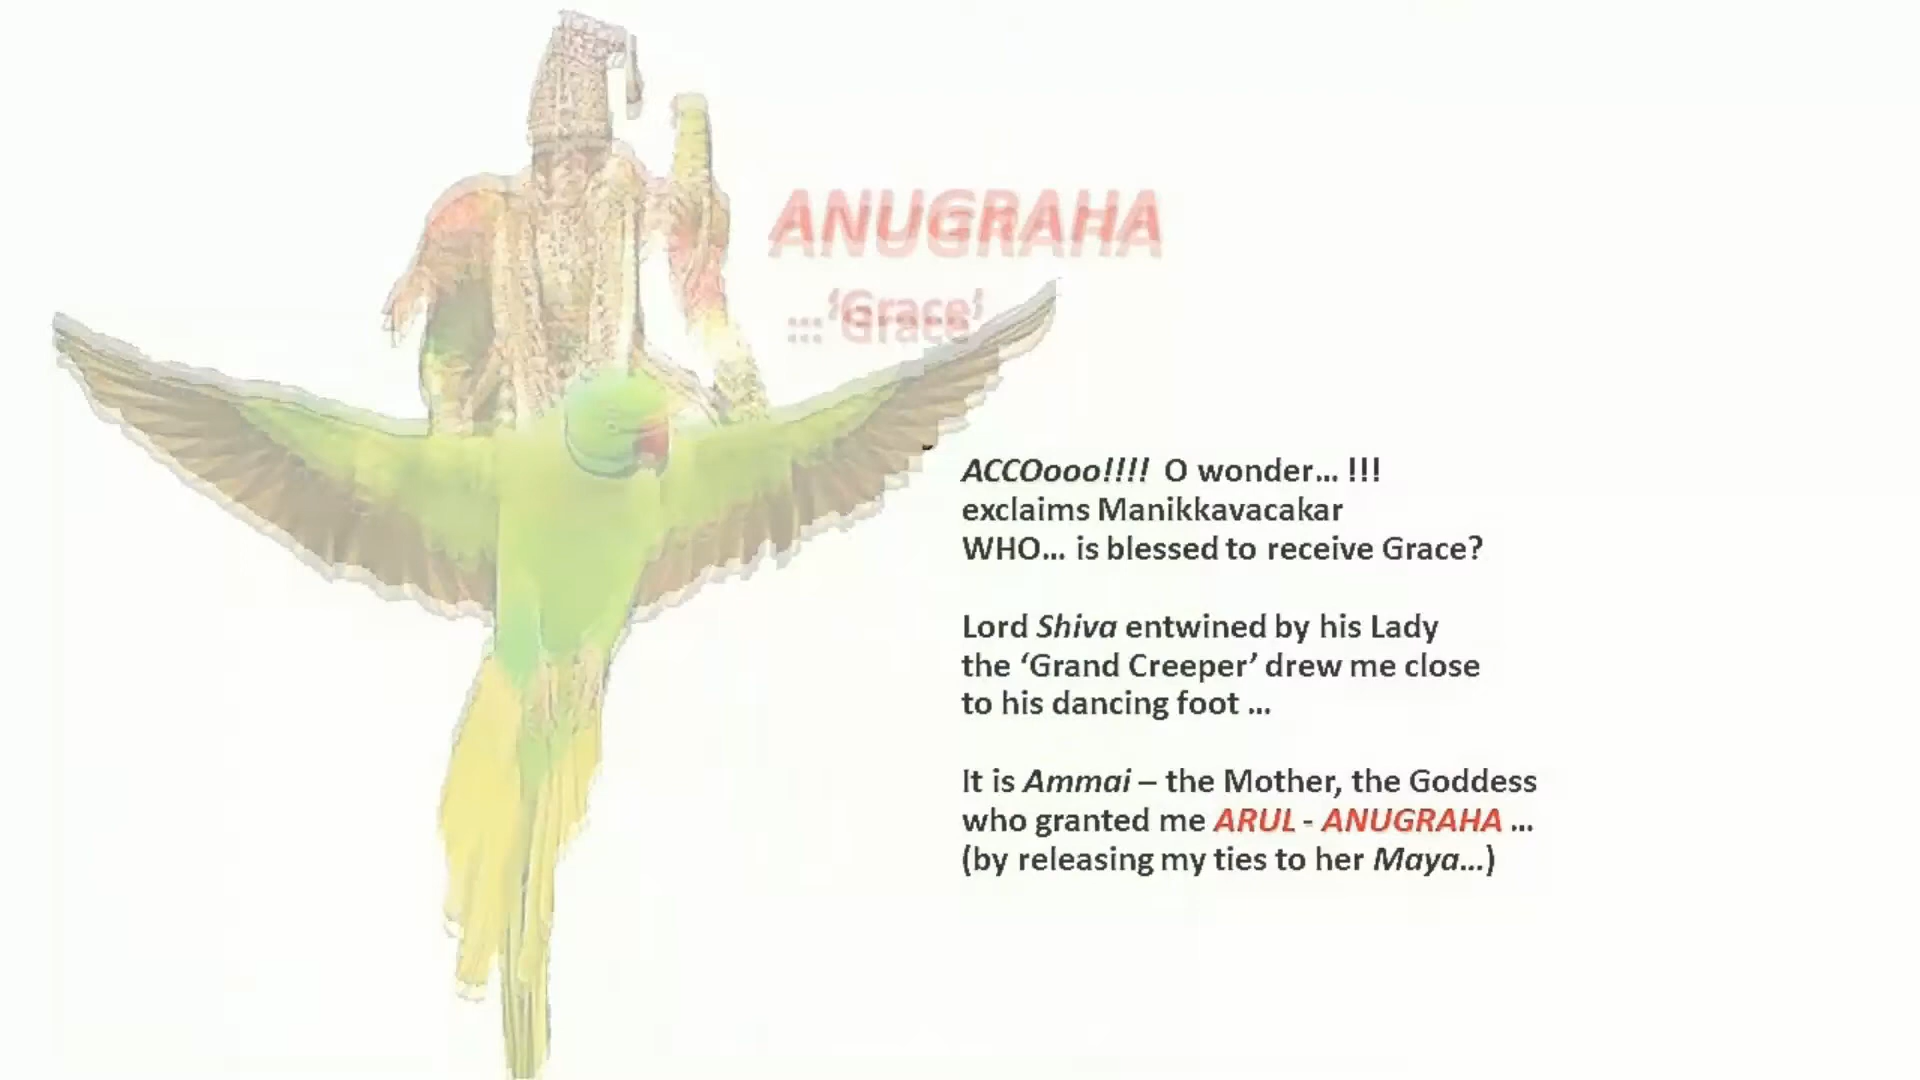 ANUGRAHA
...‘Grace’
ACCOooo!!!! O wonder... !!!
exclaims Manikkavacakar
WHO... is blessed to receive Grace?
Lord Shiva entwined by his Lady
the ‘Grand Creeper’ drew me close
to his dancing foot ...
It is Ammai – the Mother, the Goddess
who granted me ARUL - ANUGRAHA ...
(by releasing my ties to her Maya...)